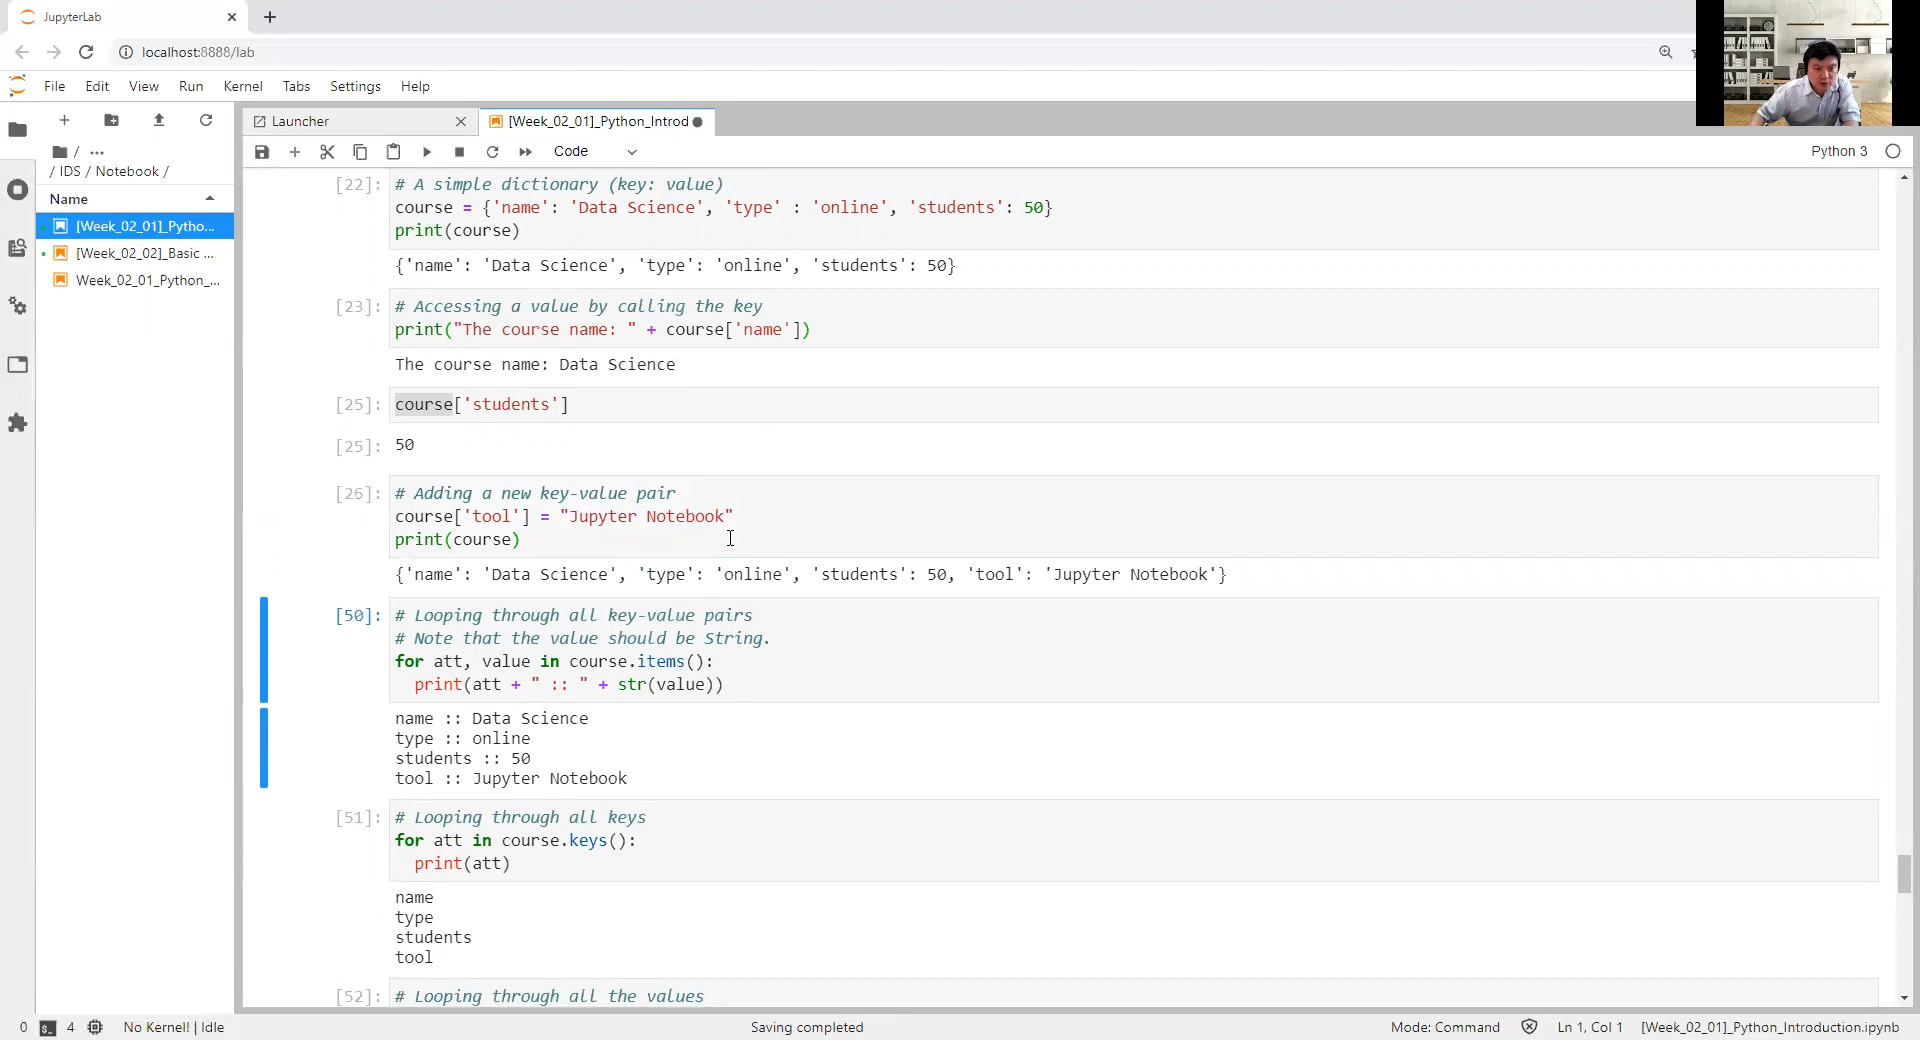 JupyterLab
localhost:8888/lab
File Edit View Run Kernel Tabs Settings Help
Launcher
[Week_02_01]_Python_Introd
/ ...
/ IDS / Notebook /
Code
Python 3
Name
[Week_02_01]_Pytho...
[Week_02_02]_Basic ...
Week_02_01_Python_...
[22]: # A simple dictionary (key: value)
course = {'name': 'Data Science', 'type' : 'online', 'students': 50}
print(course)
{'name': 'Data Science', 'type': 'online', 'students': 50}
[23]: # Accessing a value by calling the key
print("The course name: " + course['name'])
The course name: Data Science
[25]: course['students']
[25]: 50
[26]: # Adding a new key-value pair
course['tool'] = "Jupyter Notebook"
print(course)
{'name': 'Data Science', 'type': 'online', 'students': 50, 'tool': 'Jupyter Notebook'}
[50]: # Looping through all key-value pairs
# Note that the value should be String.
for att, value in course.items():
print(att + " :: " + str(value))
name :: Data Science
type :: online
students :: 50
tool :: Jupyter Notebook
[51]: # Looping through all keys
for att in course.keys():
print(att)
name
type
students
tool
[52]: # Looping through all the values
0 4 No Kernel! | Idle
Saving completed
Mode: Command Ln 1, Col 1 [Week_02_01]_Python_Introduction.ipynb